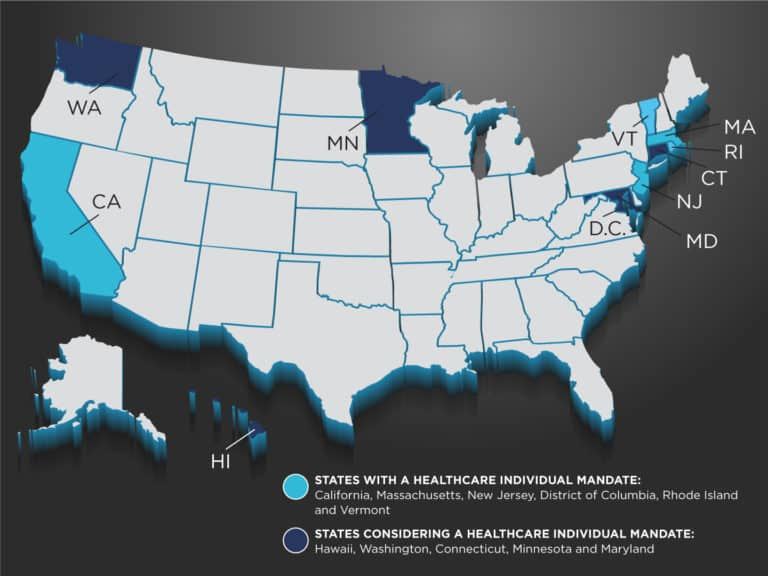 WA
MN
VT
MA
RI
CT
CA
NJ
D.C.
MD
HI
STATES WITH A HEALTHCARE INDIVIDUAL MANDATE:
California, Massachusetts, New Jersey, District of Columbia, Rhode Island
and Vermont
STATES CONSIDERING A HEALTHCARE INDIVIDUAL MANDATE:
Hawaii, Washington, Connecticut, Minnesota and Maryland